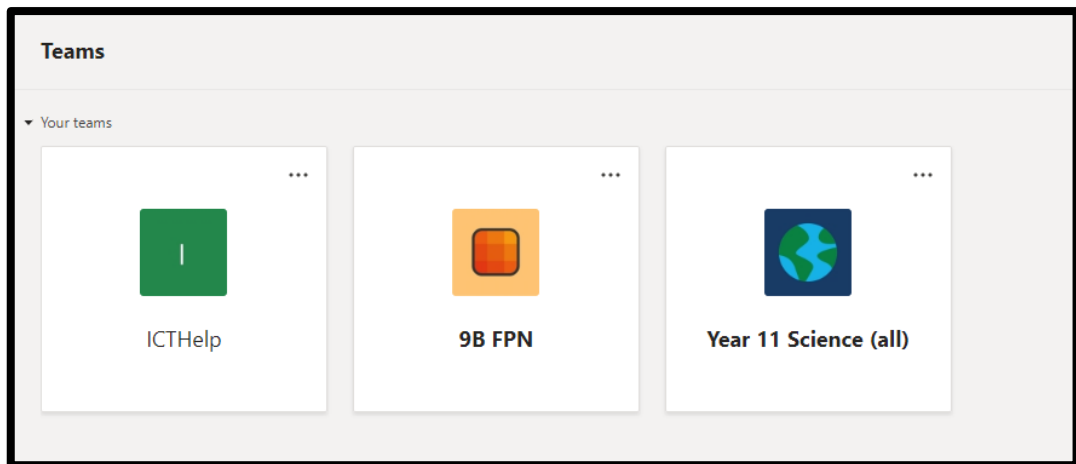 Teams
Your teams
I
ICTHelp
9B FPN
Year 11 Science (all)